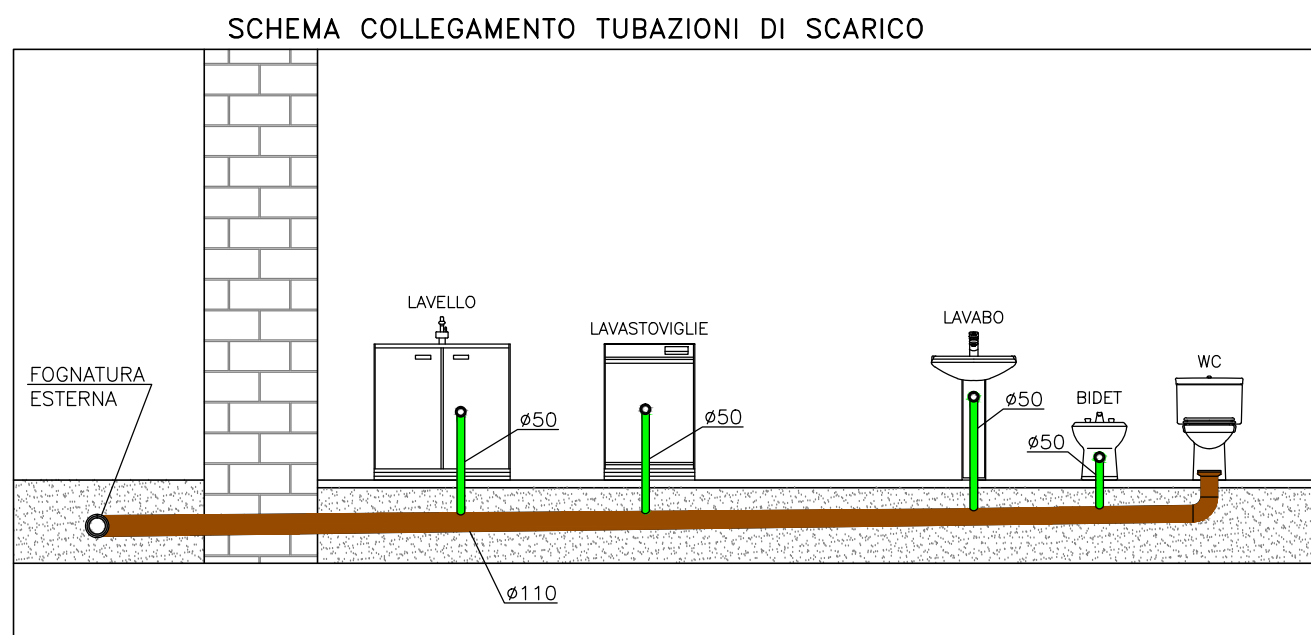 SCHEMA COLLEGAMENTO TUBAZIONI DI SCARICO
LAVELLO
LAVASTOVIGLIE
LAVABO
WC
BIDET
FOGNATURA
ESTERNA
ø50
ø50
ø50
ø50
ø110